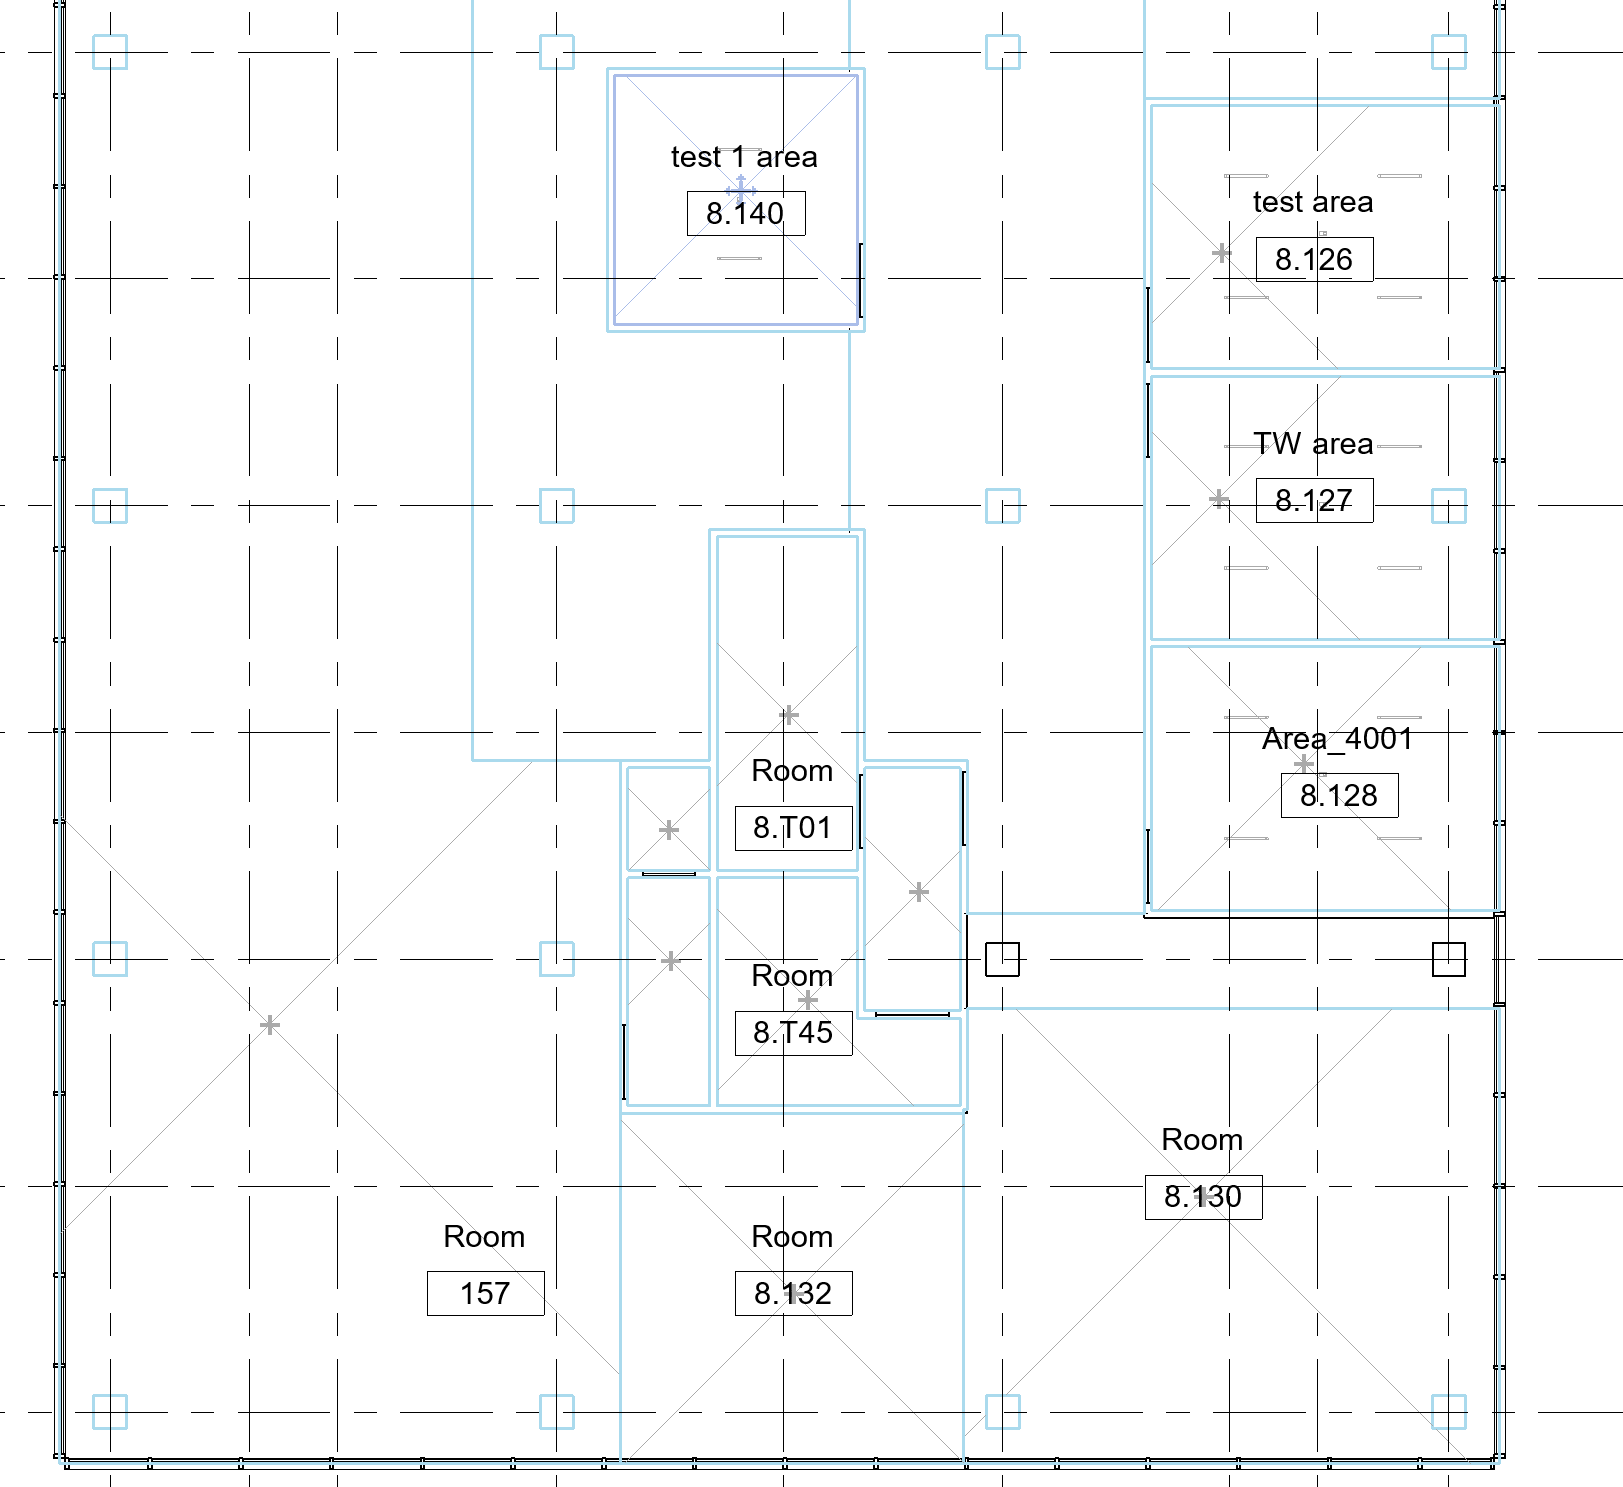 test 1 area
8.140
test area
8.126
TW area
8.127
Area_4001
8.128
Room
8.T01
Room
8.T45
Room
8.130
Room
157
Room
8.132